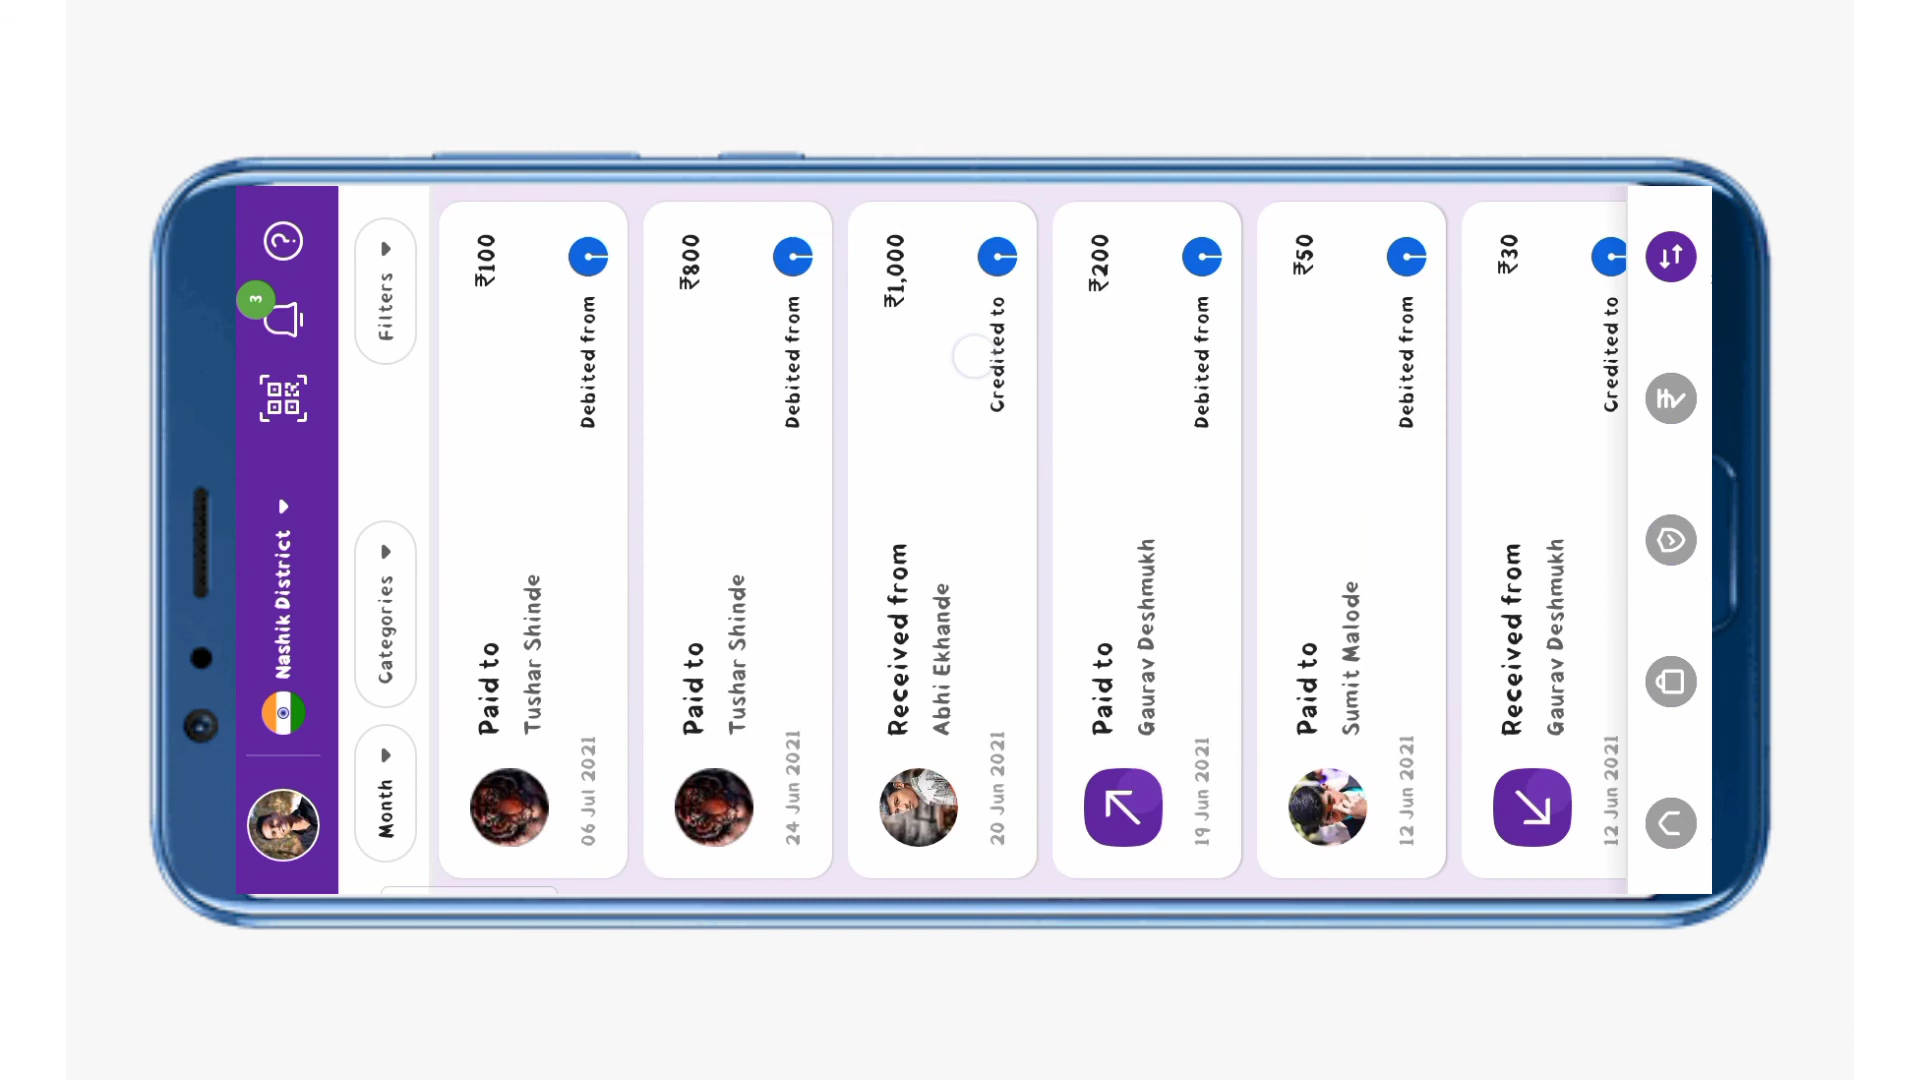 Nashik District
3
Month
Categories
Filters
Paid to
₹100
Tushar Shinde
06 Jul 2021
Debited from
Paid to
₹800
Tushar Shinde
24 Jun 2021
Debited from
Received from
₹1,000
Abhi Ekhande
20 Jun 2021
Credited to
Paid to
₹200
Gaurav Deshmukh
19 Jun 2021
Debited from
Paid to
₹50
Sumit Malode
12 Jun 2021
Debited from
Received from
₹30
Gaurav Deshmukh
12 Jun 2021
Credited to